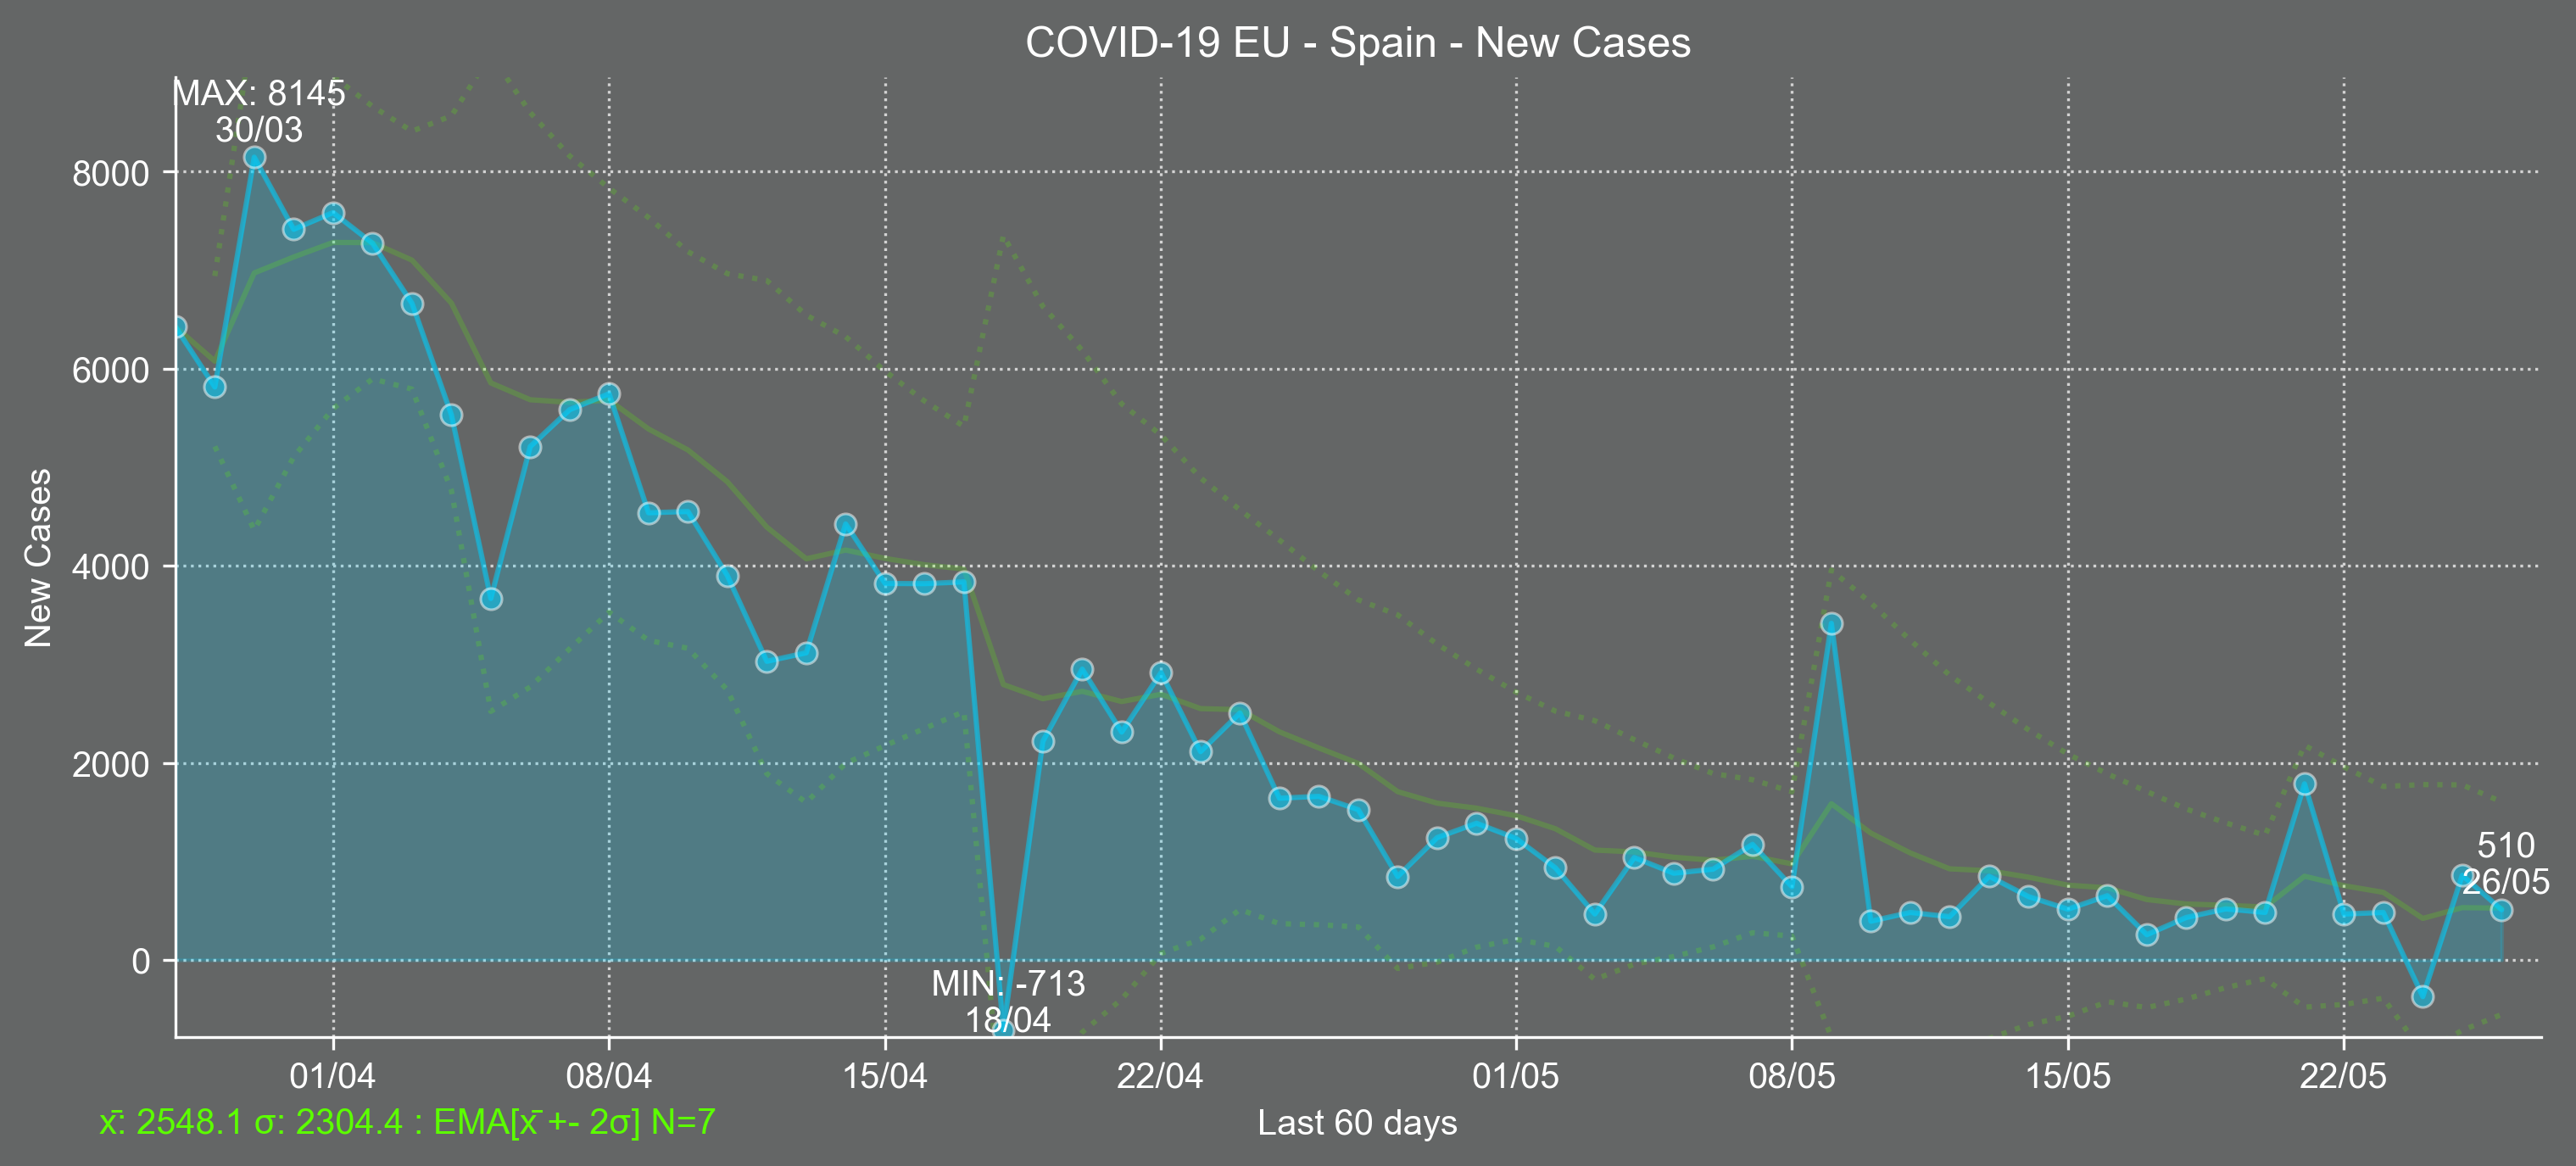 COVID-19 EU - Spain - New Cases
MAX: 8145
30/03
8000
6000
4000
2000
0
New Cases
MIN: -713
18/04
510
26/05
01/04
08/04
15/04
22/04
01/05
08/05
15/05
22/05
x̄: 2548.1 σ: 2304.4 : EMA[x̄ +- 2σ] N=7
Last 60 days